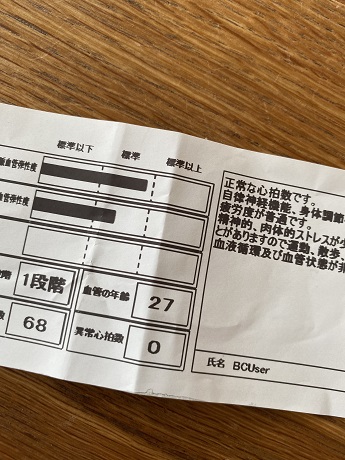 標準以下 標準 標準以上
血管弾性度
血管弾性度
階 1段階 血管の年齢 27
数 68 異常心拍数 0
正常な心拍数です。
自律神経機能、身体調節
疲労度が普通です。
精神的、肉体的ストレスが少
とがありますので運動、散歩、
血液循環及び血管状態が非
氏名 BCUser